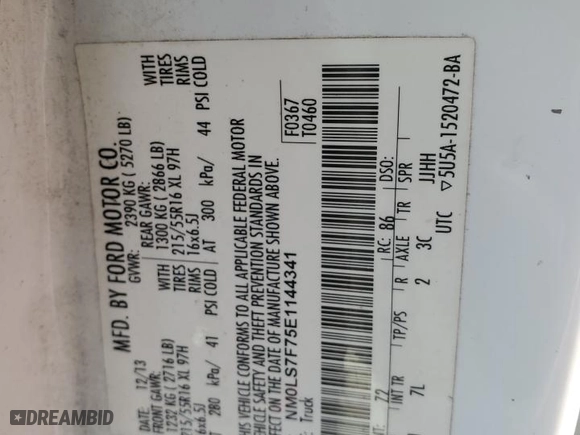 MFD. BY FORD MOTOR CO.
DATE: 12/13 GVWR: 2390 KG ( 5270 LB)
FRONT GAWR: REAR GAWR:
1232 KG ( 2716 LB) 1300 KG ( 2866 LB) WITH
215/55R16 XL 97H TIRES 215/55R16 XL 97H TIRES
16x6.5J RIMS 16x6.5J RIMS
280 kPa/ 41 PSI COLD AT 300 kPa/ 44 PSI COLD
THIS VEHICLE CONFORMS TO ALL APPLICABLE FEDERAL MOTOR
VEHICLE SAFETY AND THEFT PREVENTION STANDARDS IN
EFFECT ON THE DATE OF MANUFACTURE SHOWN ABOVE.
NM0LS7F75E1144341 F0367
Truck T0460
INT: 7Z RC: 86 DSO:
INT TR TP/PS R AXLE TR SPR
7L 2 3C JJHH
UTC ▽5U5A-1520472-BA
DREAMBID